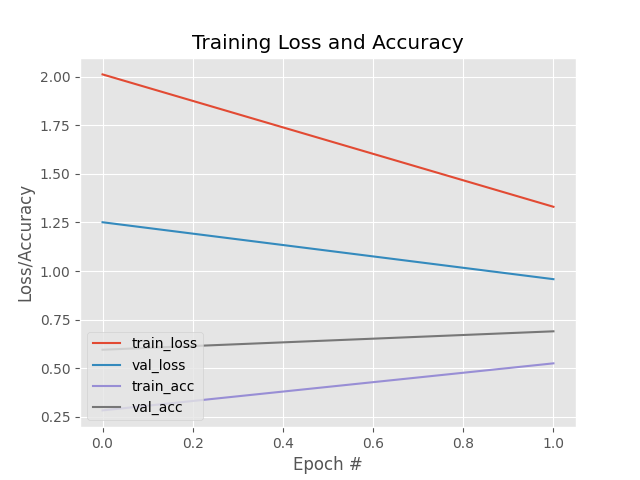 Training Loss and Accuracy
Loss/Accuracy
2.00
1.75
1.50
1.25
1.00
0.75
0.50
0.25
train_loss
val_loss
train_acc
val_acc
0.0 0.2 0.4 0.6 0.8 1.0
Epoch #